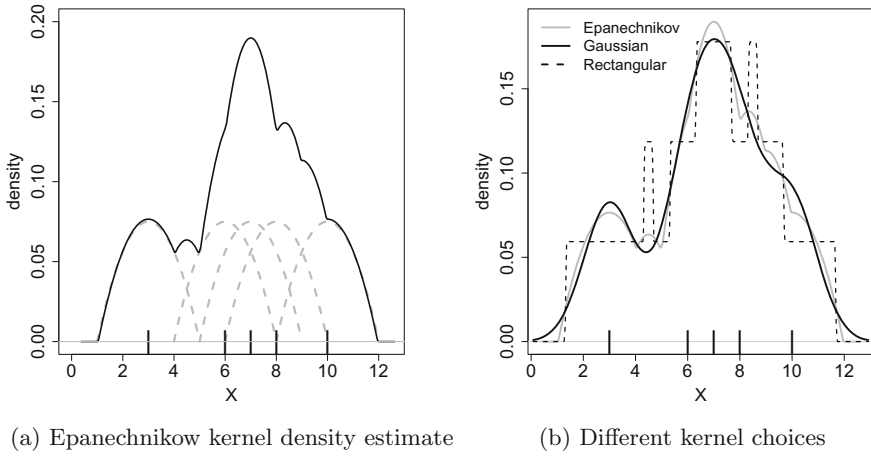 0.20
0.15
0.10
0.05
0.00
density
0 2 4 6 8 10 12
X
(a) Epanechnikow kernel density estimate
Epanechnikov
Gaussian
Rectangular
0.15
0.10
0.05
0.00
density
0 2 4 6 8 10 12
X
(b) Different kernel choices